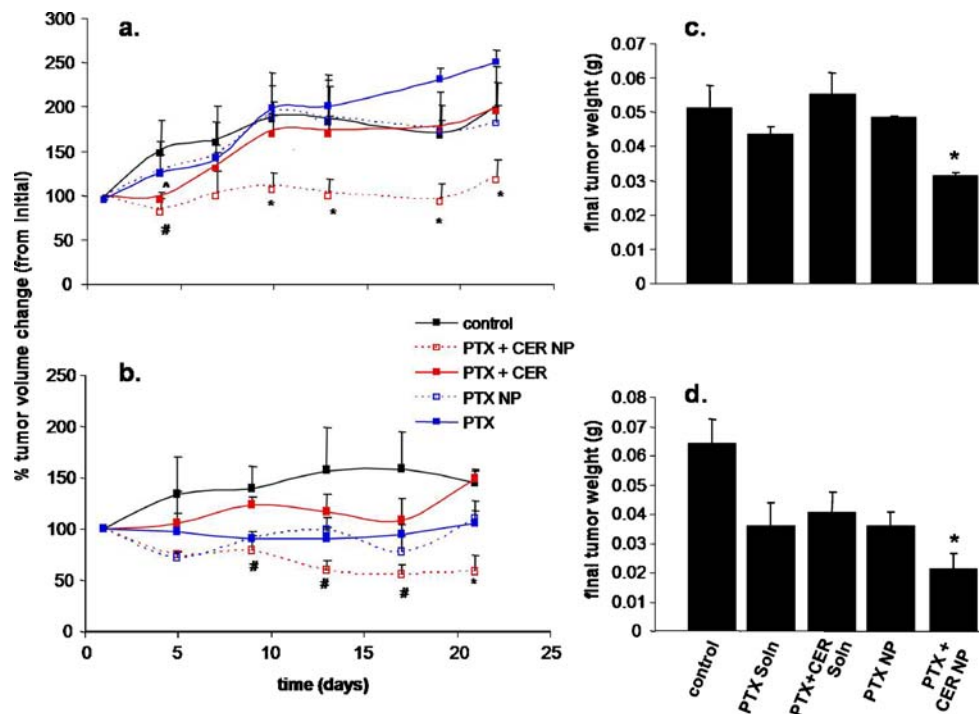 a.
% tumor volume change (from initial)
300
250
200
150
100
50
0
^
#
*
*
*
*
b.
250
200
150
100
50
0
#
#
#
*
0
5
10
15
20
25
time (days)
control
PTX + CER NP
PTX + CER
PTX NP
PTX
c.
final tumor weight (g)
0.07
0.06
0.05
0.04
0.03
0.02
0.01
0
*
d.
final tumor weight (g)
0.08
0.07
0.06
0.05
0.04
0.03
0.02
0.01
0.00
*
control
PTX Soln
PTX+CER
Soln
PTX NP
PTX +
CER NP